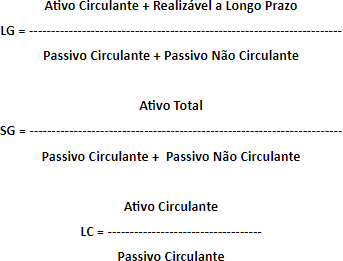 Ativo Circulante + Realizável a Longo Prazo
LG = ------------------------------------------------------------------------
Passivo Circulante + Passivo Não Circulante
Ativo Total
SG = ------------------------------------------------------------------------
Passivo Circulante + Passivo Não Circulante
Ativo Circulante
LC = -----------------------------------
Passivo Circulante